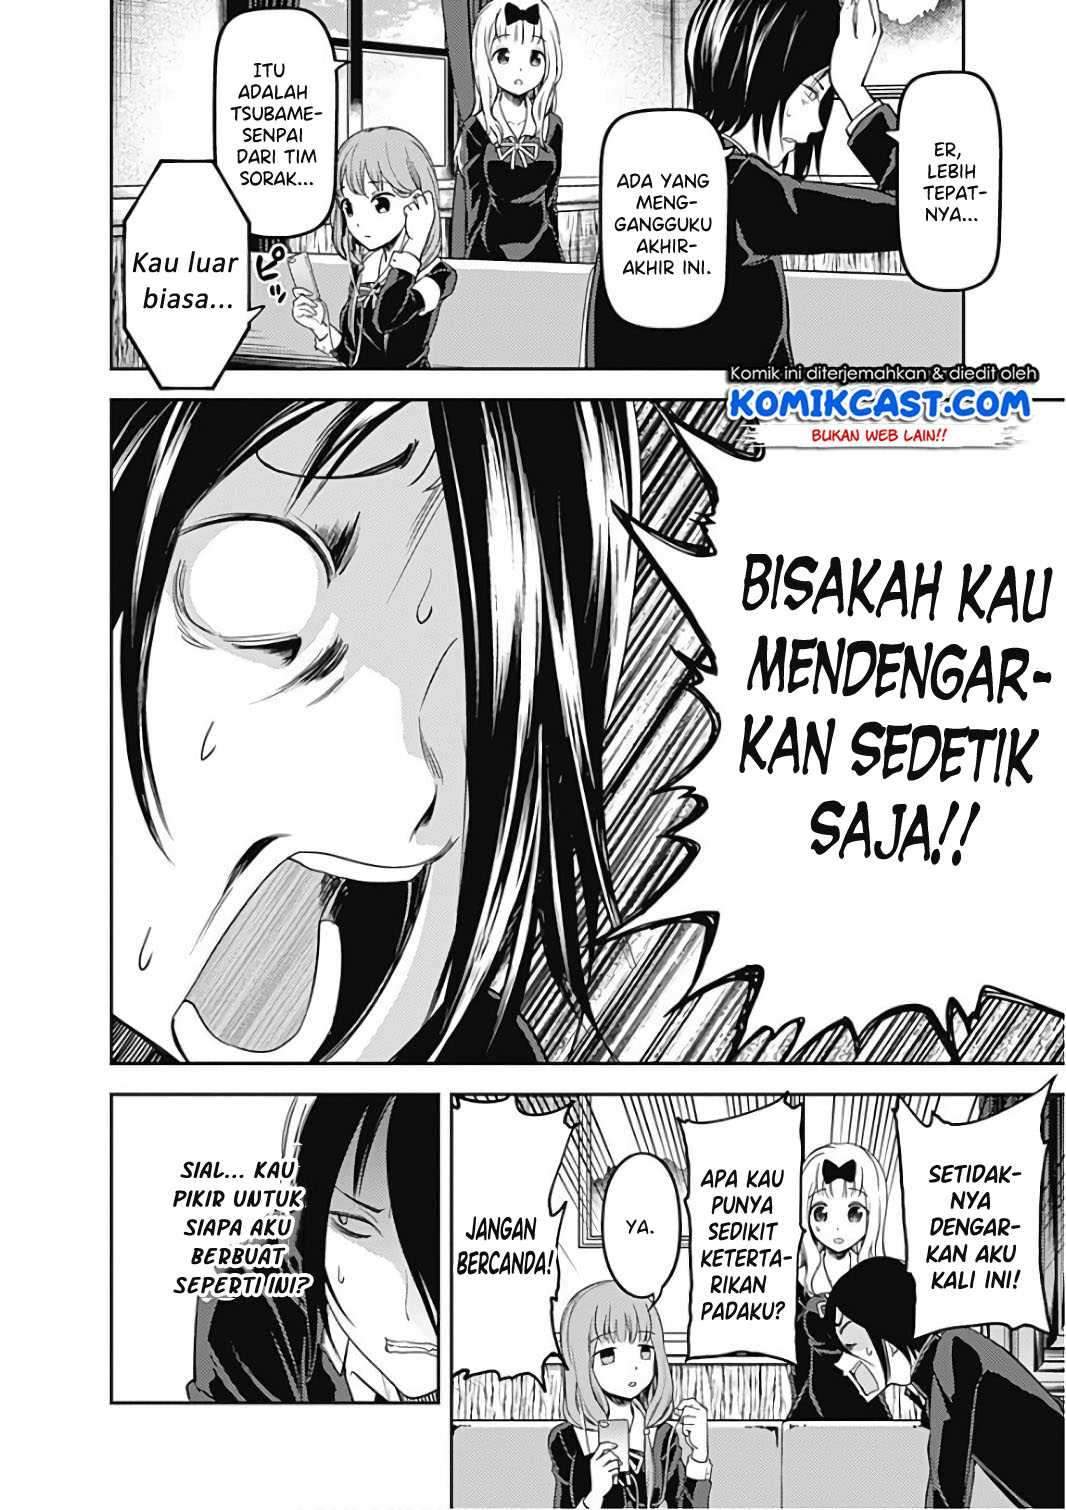 ER,
LEBIH
TEPAT-
NYA...
ADA YANG
MENG-
GANGGUKU
AKHIR-
AKHIR INI.
ITU
ADALAH
TSUBAME-
SENPAI
DARI TIM
SORAK...
ピッ
Kau luar
biasa...
Komik ini diterjemahkan & diedit oleh
KOMIKCAST.COM
BUKAN WEB LAIN!!
BISAKAH KAU
MENDENGAR-
KAN SEDETIK
SAJA!!
SETIDAK-
NYA
DENGAR-
KAN AKU
KALI INI!
APA KAU
PUNYA
SEDIKIT
KETERTA-
RIKAN
PADAKU?
YA.
JANGAN
BERCANDA!
SIAL... KAU
PIKIR UNTUK
SIAPA AKU
BERBUAT
SEPERTI INI?